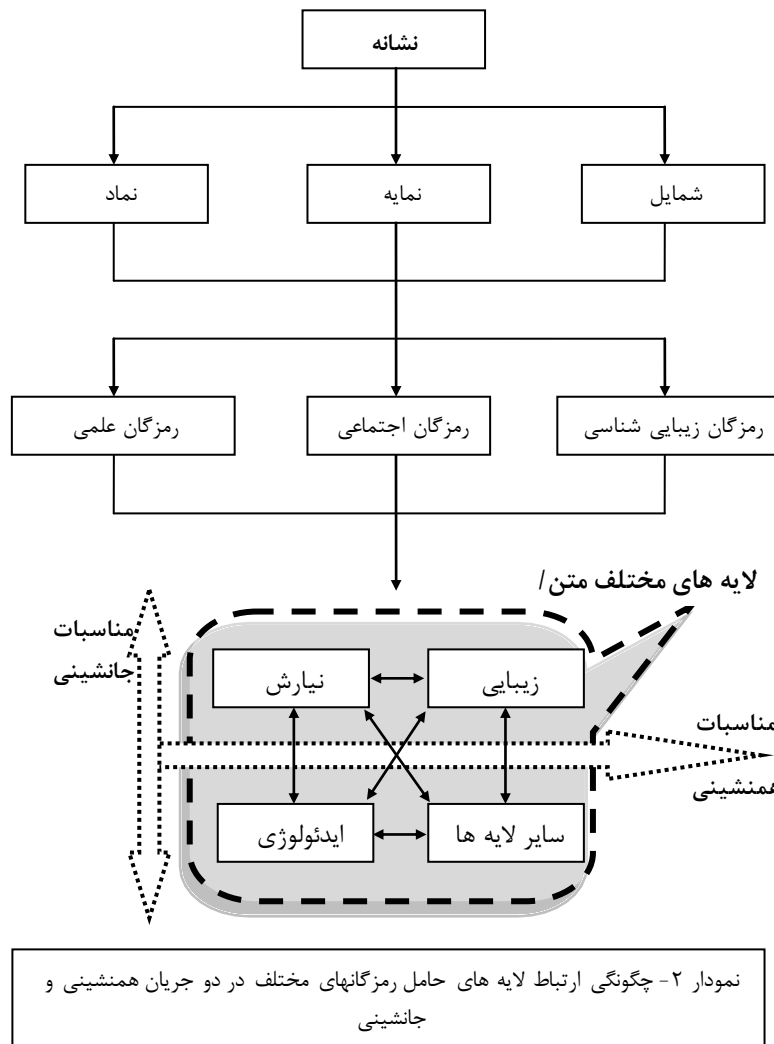 نشانه
شمایل
نمایه
نماد
رمزگان زیبایی شناسی
رمزگان اجتماعی
رمزگان علمی
لایه های مختلف متن/
مناسبات
جانشینی
زیبایی
نیارش
مناسبات
همنشینی
سایر لایه ها
ایدئولوژی
نمودار ۲- چگونگی ارتباط لایه های حامل رمزگانهای مختلف در دو جریان همنشینی و
جانشینی